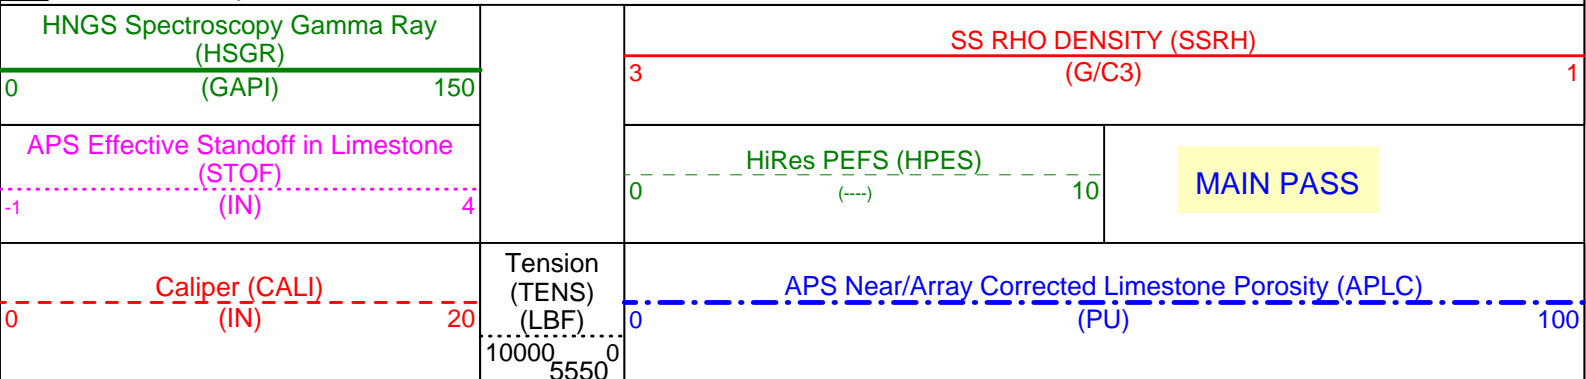 HNGS Spectroscopy Gamma Ray
(HSGR)
0 (GAPI) 150
SS RHO DENSITY (SSRH)
3 (G/C3) 1
APS Effective Standoff in Limestone
(STOF)
-1 (IN) 4
HiRes PEFS (HPES)
0 (----) 10
MAIN PASS
Caliper (CALI)
0 (IN) 20
Tension
(TENS)
(LBF)
10000 0
5550
APS Near/Array Corrected Limestone Porosity (APLC)
0 (PU) 100